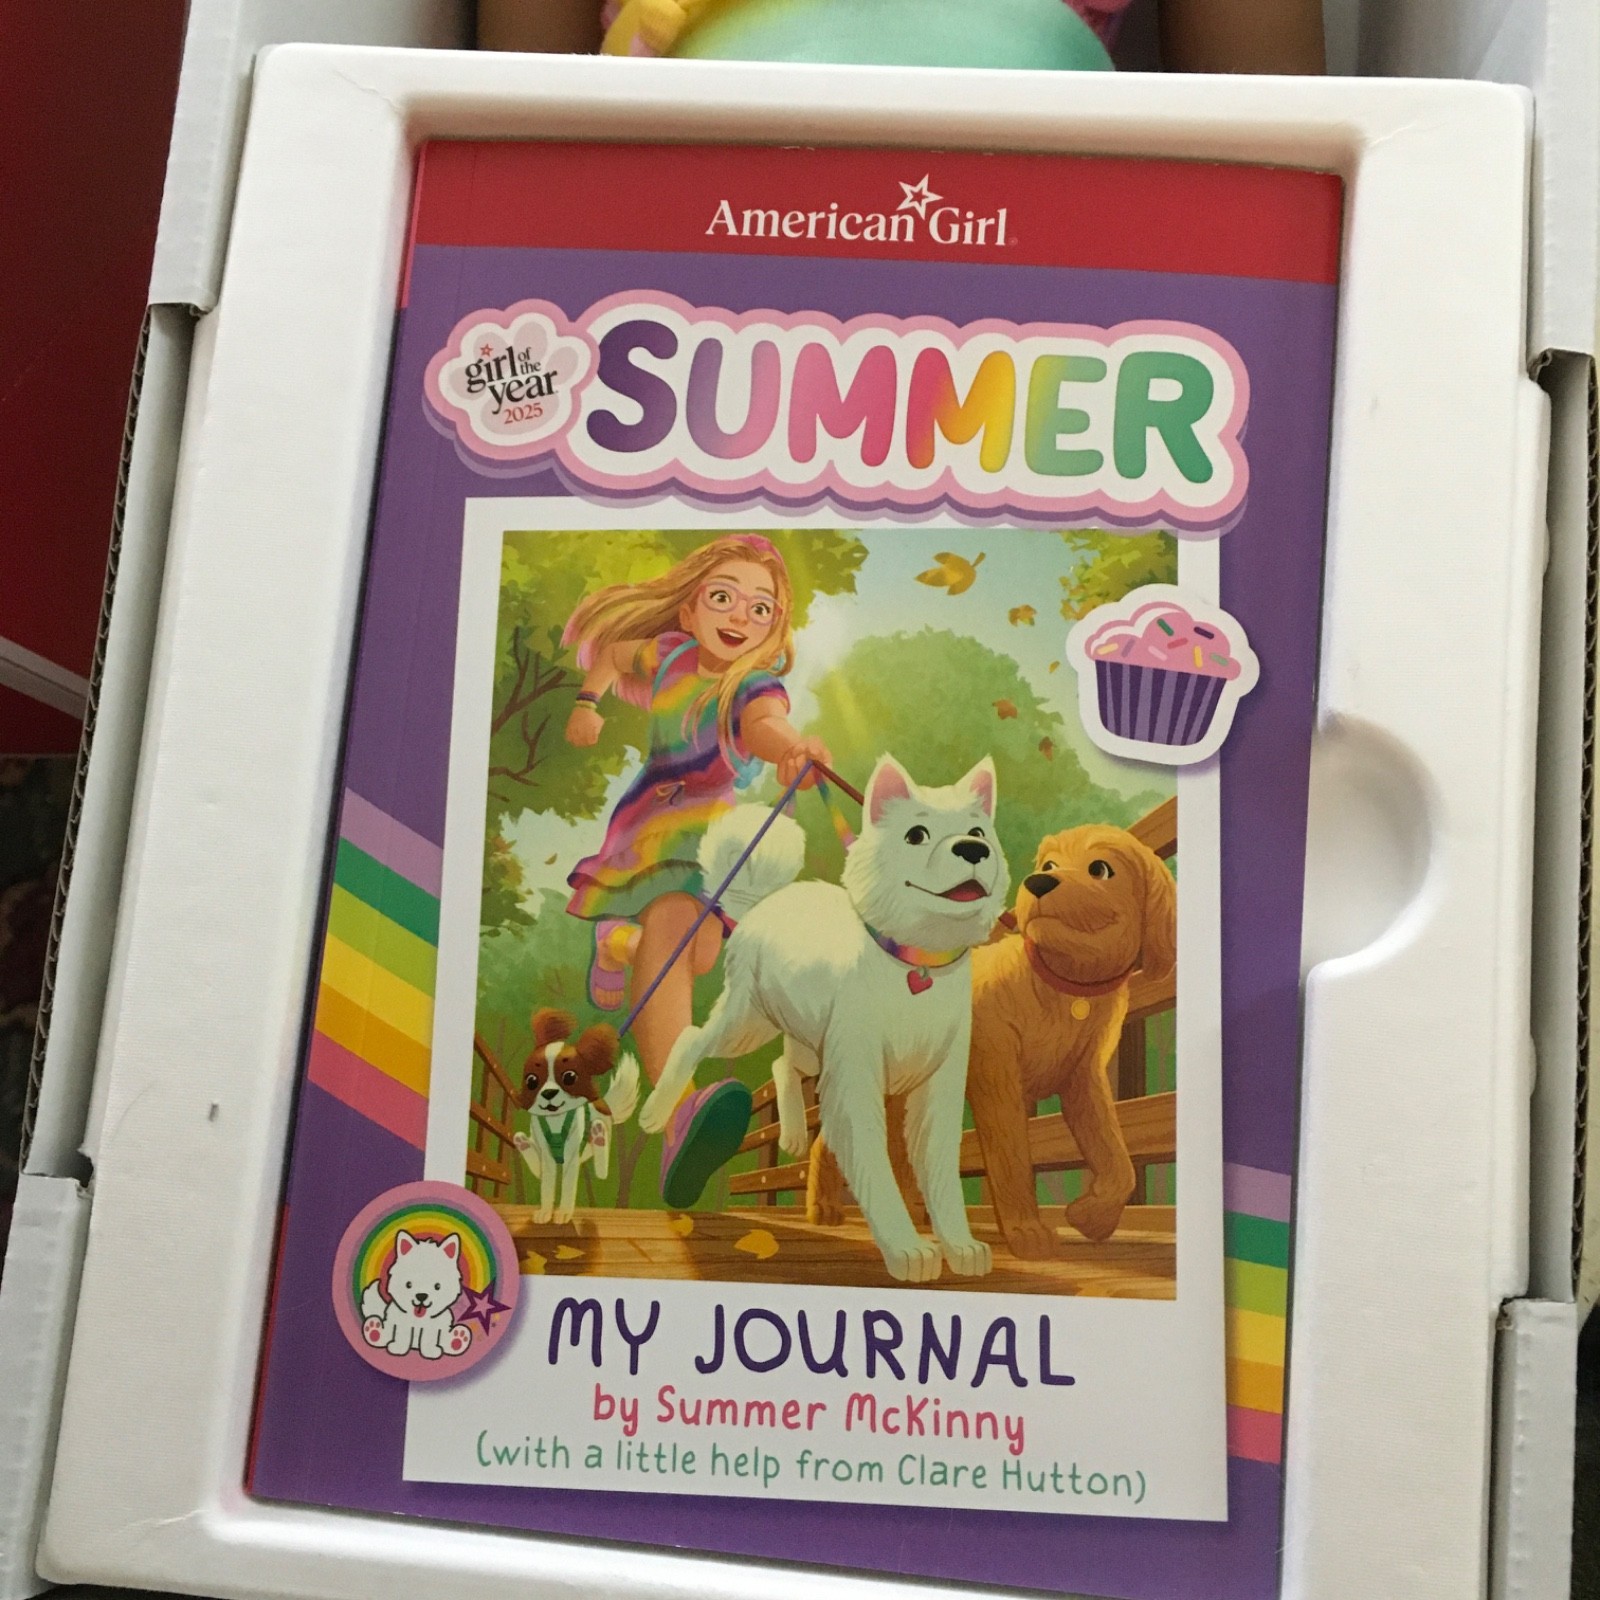 American Girl
girl of the year 2025
SUMMER
MY JOURNAL
by Summer McKinny
(with a little help from Clare Hutton)